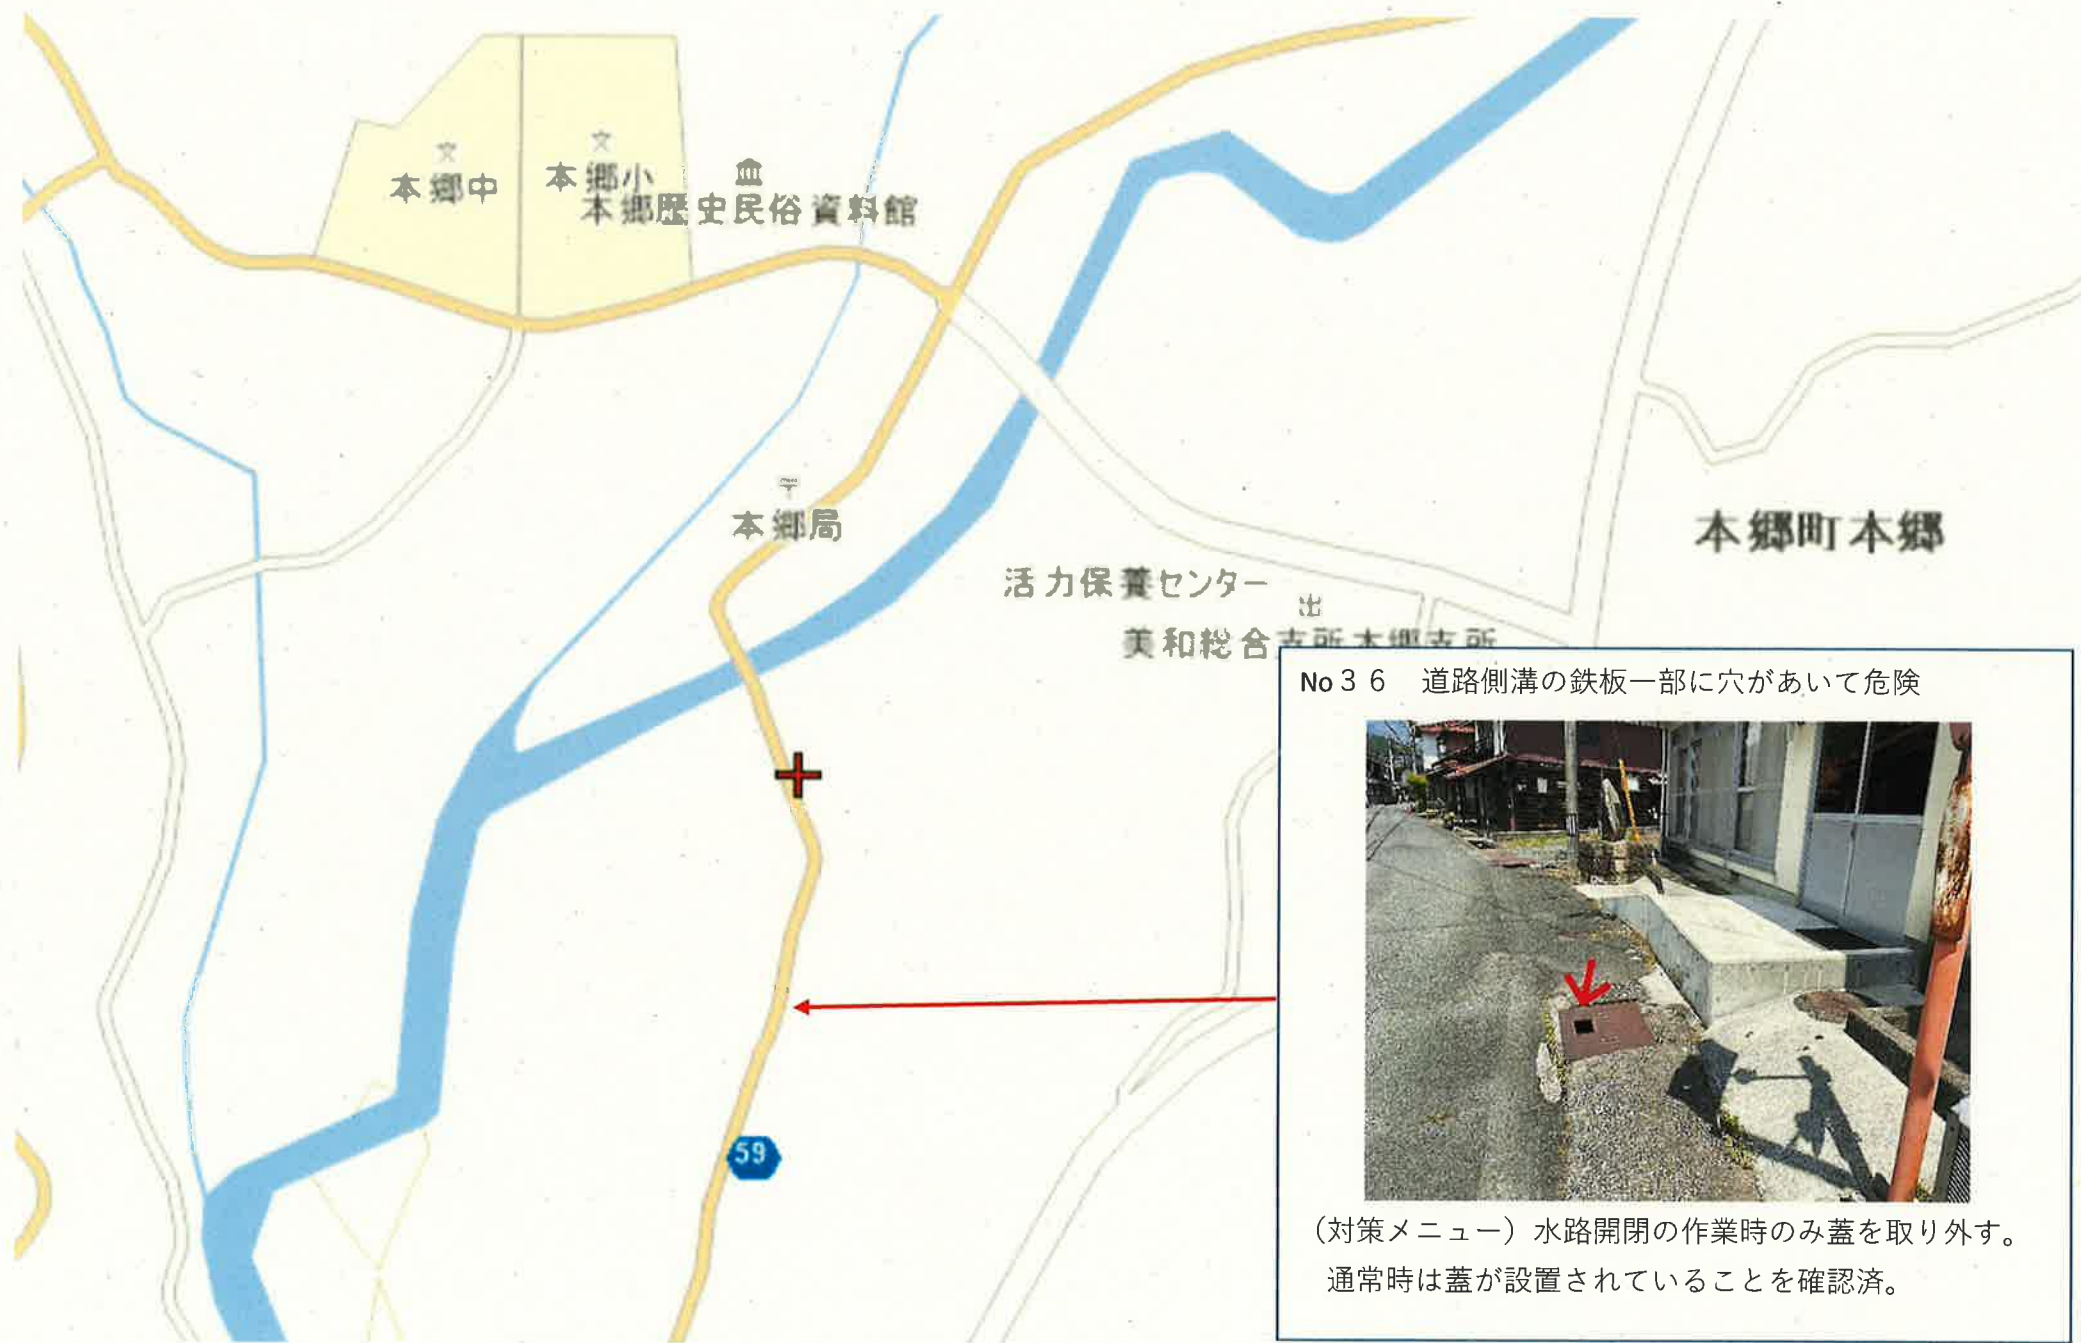 本郷中
本郷小
本郷歴史民俗資料館
本郷局
本郷町本郷
活力保養センター
美和総合支所本郷支所
59
No３６　道路側溝の鉄板一部に穴があいて危険
（対策メニュー）水路開閉の作業時のみ蓋を取り外す。
通常時は蓋が設置されていることを確認済。